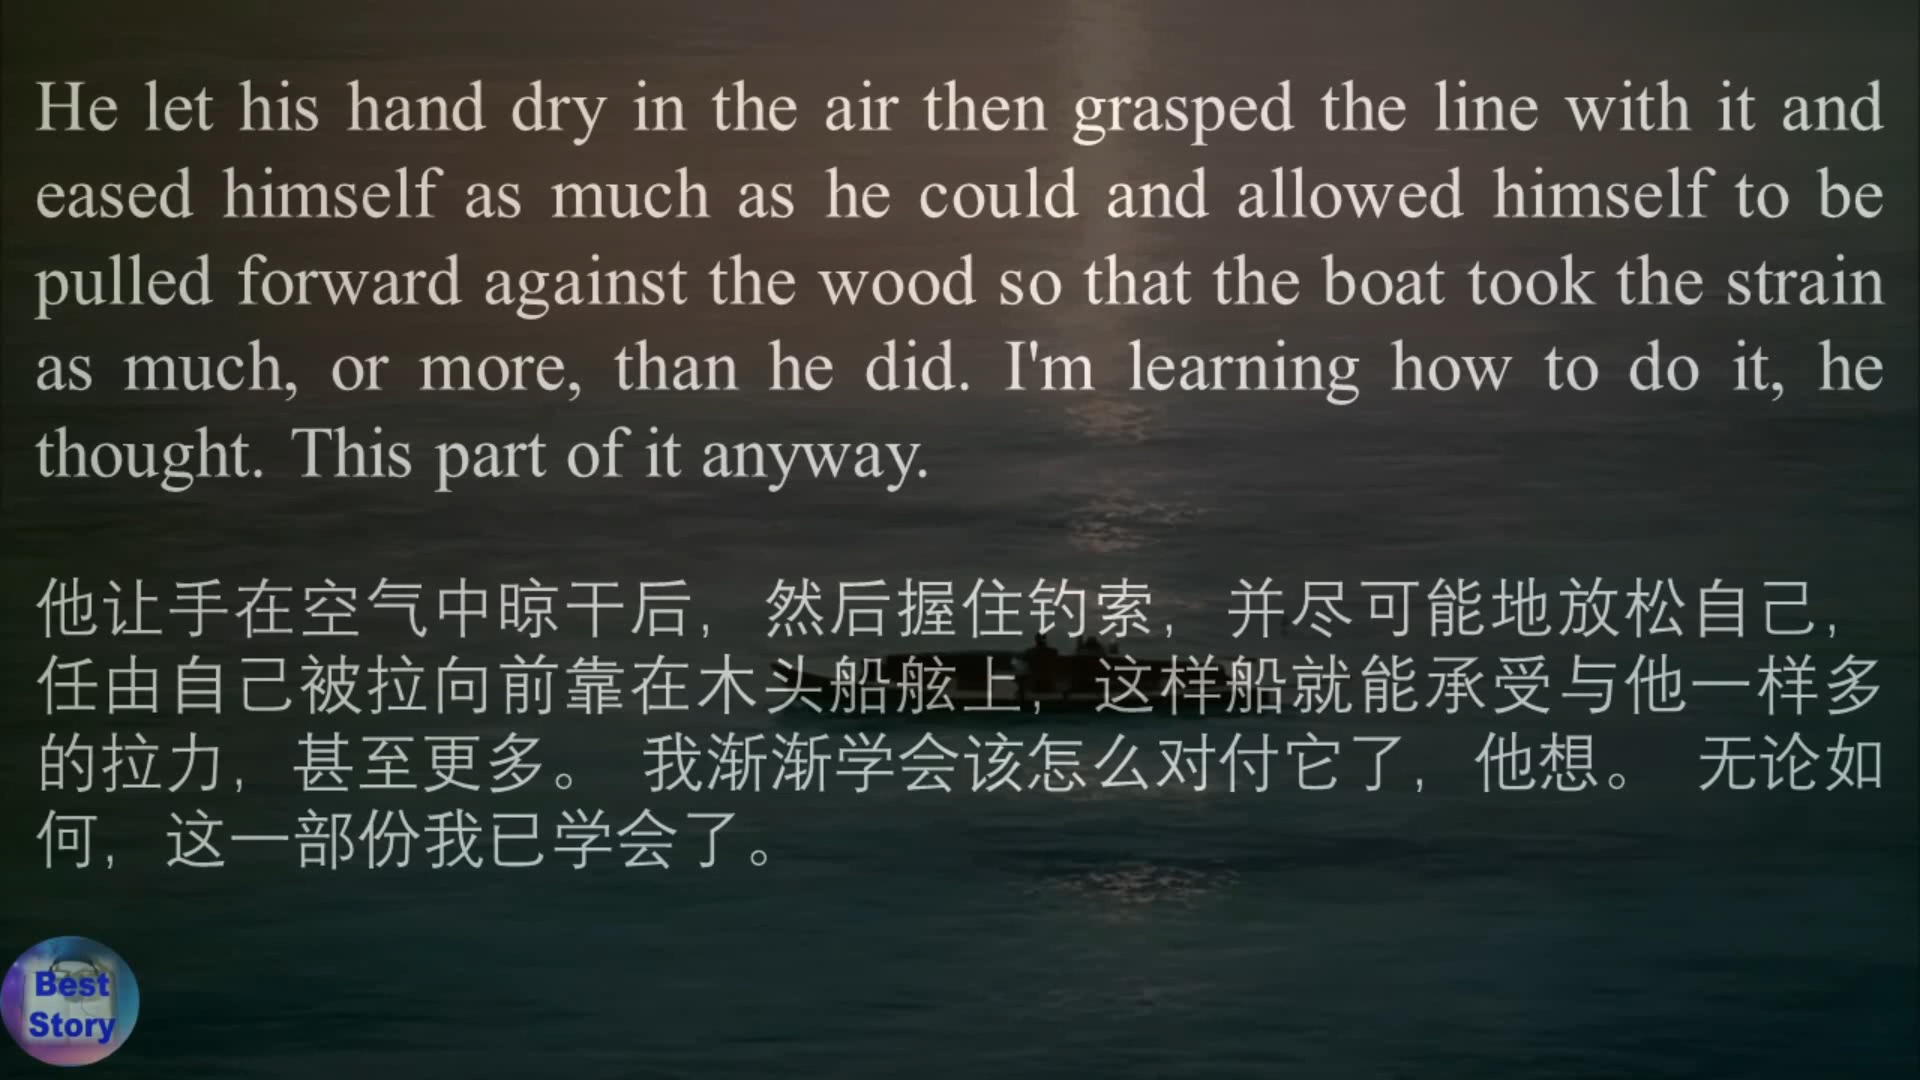 He let his hand dry in the air then grasped the line with it and
eased himself as much as he could and allowed himself to be
pulled forward against the wood so that the boat took the strain
as much, or more, than he did. I'm learning how to do it, he
thought. This part of it anyway.
他让手在空气中晾干后，然后握住钓索，并尽可能地放松自己，
任由自己被拉向前靠在木头船舷上，这样船就能承受与他一样多
的拉力，甚至更多。 我渐渐学会该怎么对付它了，他想。 无论如
何，这一部份我已学会了。
Best
Story